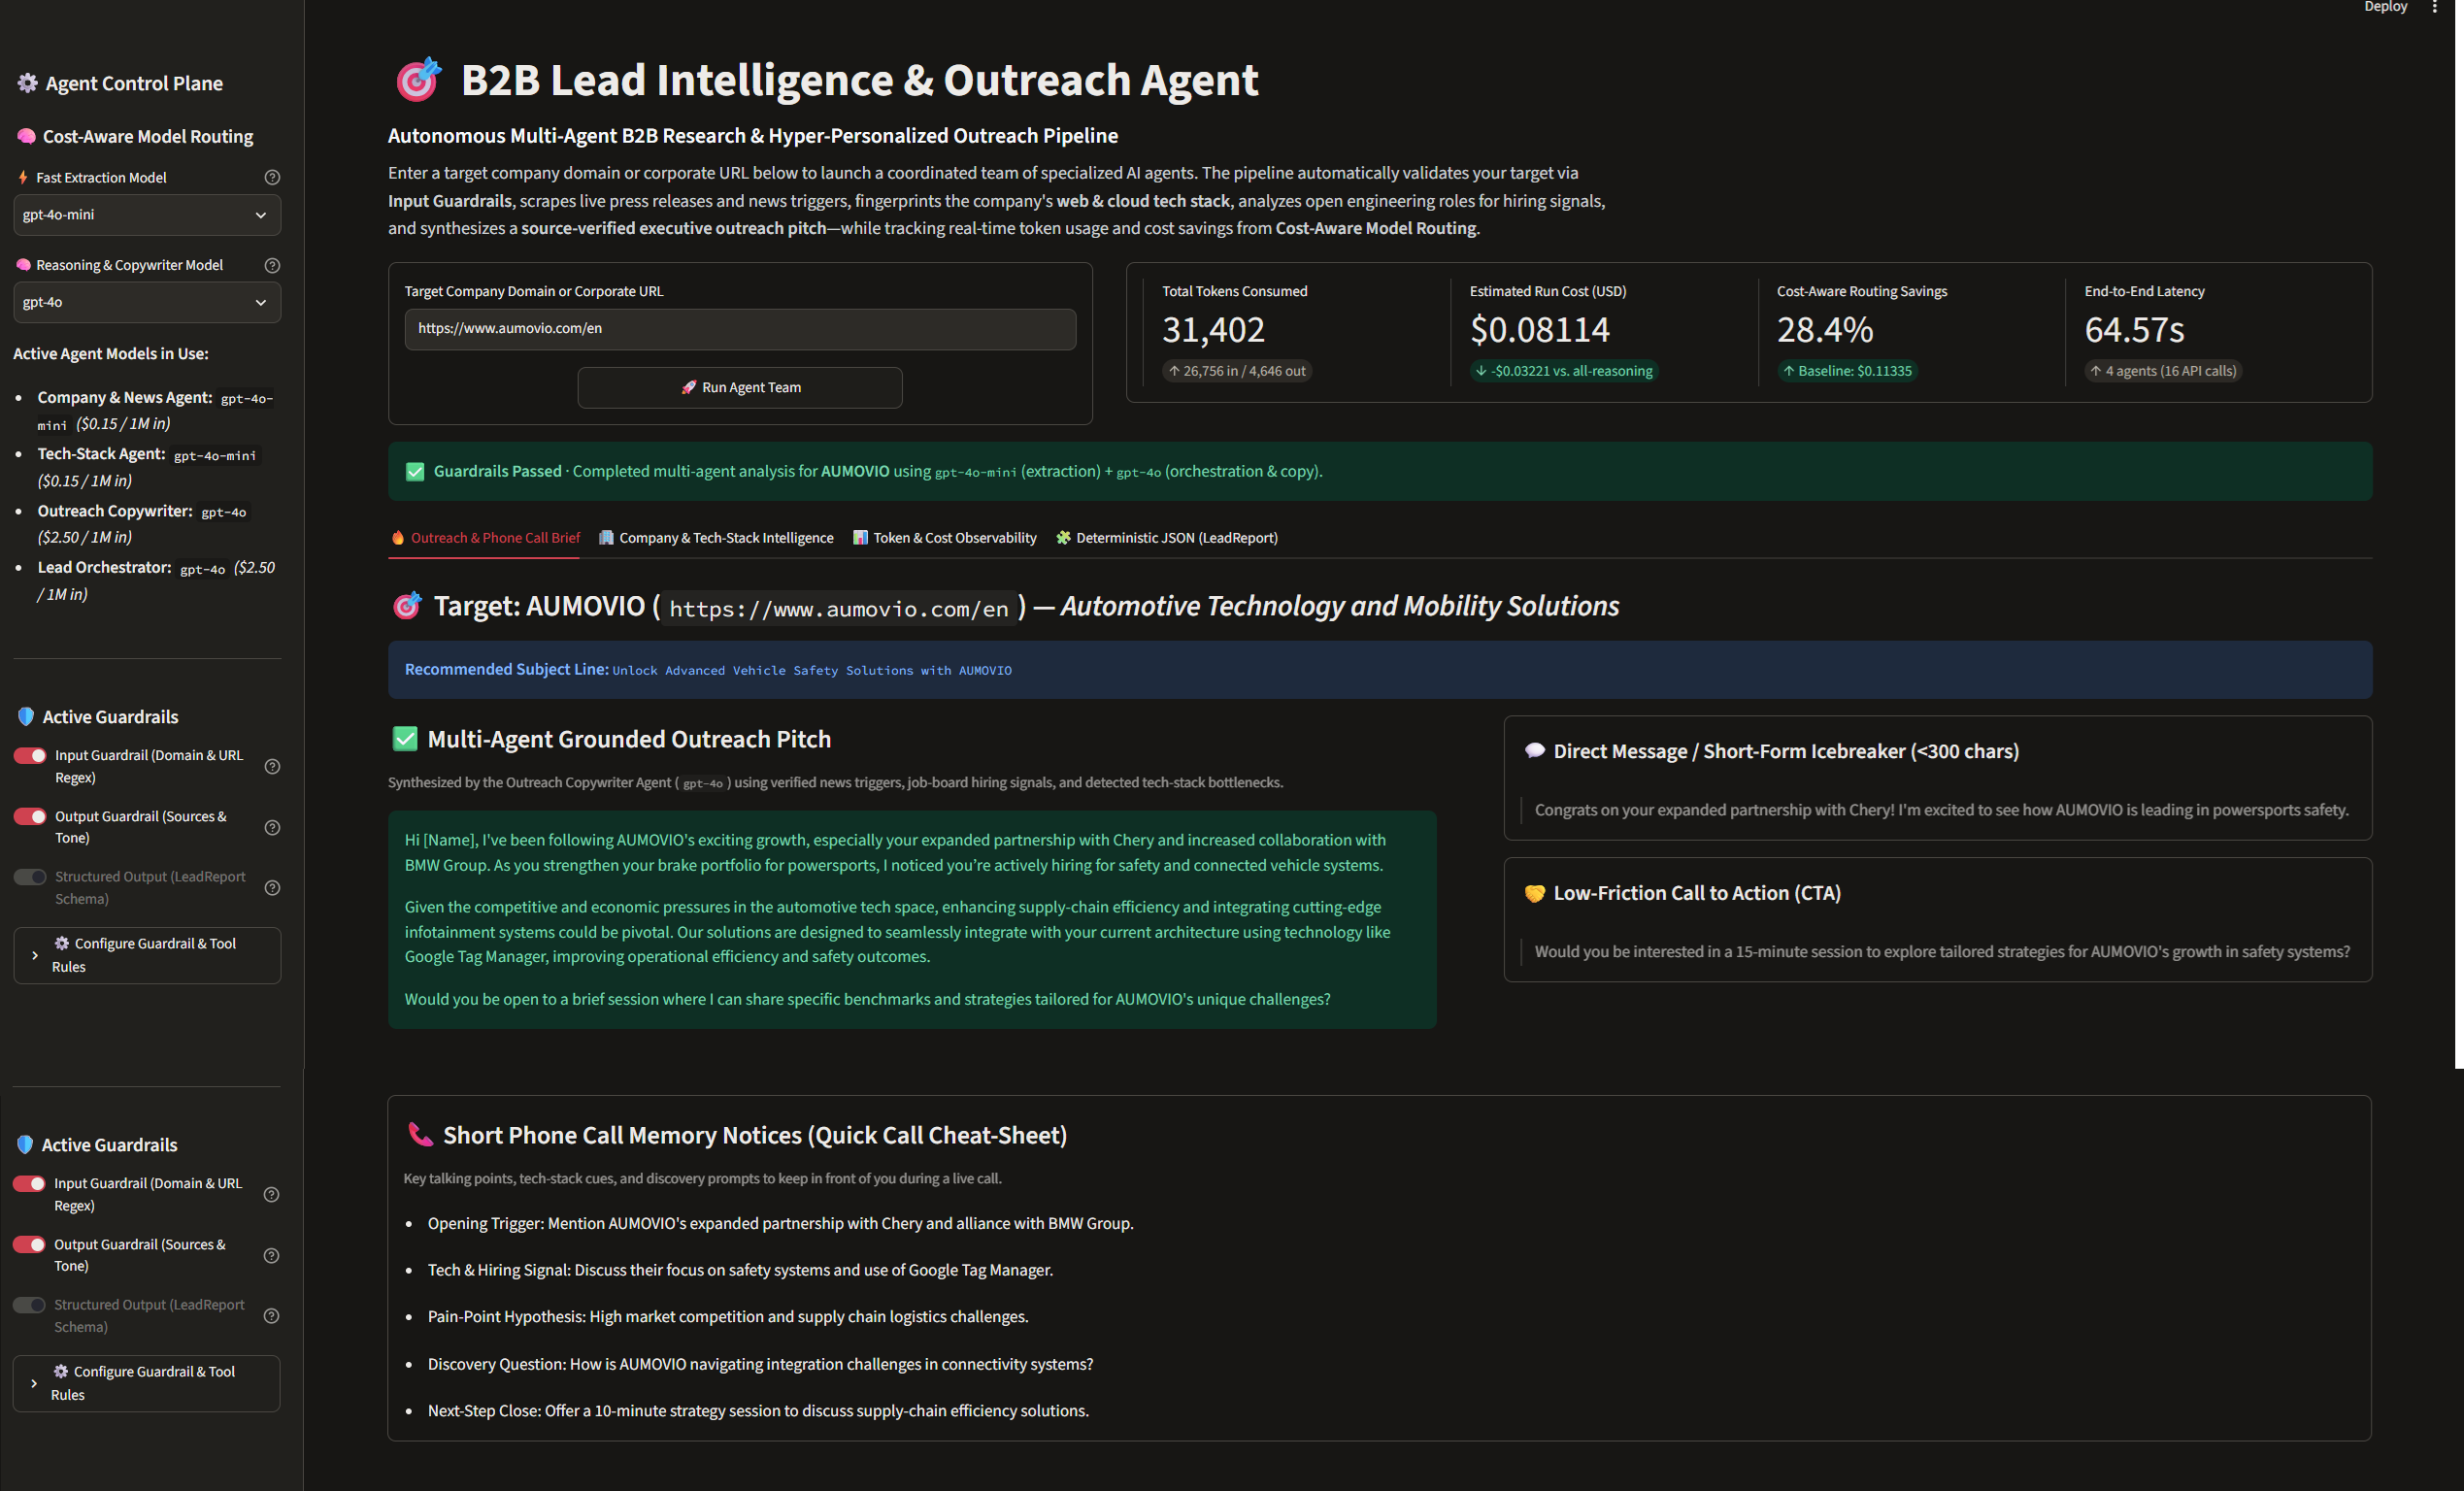 Deploy
Agent Control Plane
Cost-Aware Model Routing
Fast Extraction Model
gpt-4o-mini
Reasoning & Copywriter Model
gpt-4o
Active Agent Models in Use:
Company & News Agent: gpt-4o-
mini ($0.15 / 1M in)
Tech-Stack Agent: gpt-4o-mini
($0.15 / 1M in)
Outreach Copywriter: gpt-4o
($2.50 / 1M in)
Lead Orchestrator: gpt-4o ($2.50
/ 1M in)
Active Guardrails
Input Guardrail (Domain & URL
Regex)
Output Guardrail (Sources &
Tone)
Structured Output (LeadReport
Schema)
Configure Guardrail & Tool
Rules
Active Guardrails
Input Guardrail (Domain & URL
Regex)
Output Guardrail (Sources &
Tone)
Structured Output (LeadReport
Schema)
Configure Guardrail & Tool
Rules
B2B Lead Intelligence & Outreach Agent
Autonomous Multi-Agent B2B Research & Hyper-Personalized Outreach Pipeline
Enter a target company domain or corporate URL below to launch a coordinated team of specialized AI agents. The pipeline automatically validates your target via
Input Guardrails, scrapes live press releases and news triggers, fingerprints the company's web & cloud tech stack, analyzes open engineering roles for hiring signals,
and synthesizes a source-verified executive outreach pitch—while tracking real-time token usage and cost savings from Cost-Aware Model Routing.
Target Company Domain or Corporate URL
https://www.aumovio.com/en
Run Agent Team
Total Tokens Consumed
31,402
↑ 26,756 in / 4,646 out
Estimated Run Cost (USD)
$0.08114
↓ -$0.03221 vs. all-reasoning
Cost-Aware Routing Savings
28.4%
↑ Baseline: $0.11335
End-to-End Latency
64.57s
↑ 4 agents (16 API calls)
Guardrails Passed · Completed multi-agent analysis for AUMOVIO using gpt-4o-mini (extraction) + gpt-4o (orchestration & copy).
Outreach & Phone Call Brief
Company & Tech-Stack Intelligence
Token & Cost Observability
Deterministic JSON (LeadReport)
Target: AUMOVIO ( https://www.aumovio.com/en ) — Automotive Technology and Mobility Solutions
Recommended Subject Line: Unlock Advanced Vehicle Safety Solutions with AUMOVIO
Multi-Agent Grounded Outreach Pitch
Synthesized by the Outreach Copywriter Agent ( gpt-4o ) using verified news triggers, job-board hiring signals, and detected tech-stack bottlenecks.
Hi [Name], I've been following AUMOVIO's exciting growth, especially your expanded partnership with Chery and increased collaboration with
BMW Group. As you strengthen your brake portfolio for powersports, I noticed you’re actively hiring for safety and connected vehicle systems.
Given the competitive and economic pressures in the automotive tech space, enhancing supply-chain efficiency and integrating cutting-edge
infotainment systems could be pivotal. Our solutions are designed to seamlessly integrate with your current architecture using technology like
Google Tag Manager, improving operational efficiency and safety outcomes.
Would you be open to a brief session where I can share specific benchmarks and strategies tailored for AUMOVIO's unique challenges?
Direct Message / Short-Form Icebreaker (<300 chars)
Congrats on your expanded partnership with Chery! I'm excited to see how AUMOVIO is leading in powersports safety.
Low-Friction Call to Action (CTA)
Would you be interested in a 15-minute session to explore tailored strategies for AUMOVIO's growth in safety systems?
Short Phone Call Memory Notices (Quick Call Cheat-Sheet)
Key talking points, tech-stack cues, and discovery prompts to keep in front of you during a live call.
Opening Trigger: Mention AUMOVIO's expanded partnership with Chery and alliance with BMW Group.
Tech & Hiring Signal: Discuss their focus on safety systems and use of Google Tag Manager.
Pain-Point Hypothesis: High market competition and supply chain logistics challenges.
Discovery Question: How is AUMOVIO navigating integration challenges in connectivity systems?
Next-Step Close: Offer a 10-minute strategy session to discuss supply-chain efficiency solutions.